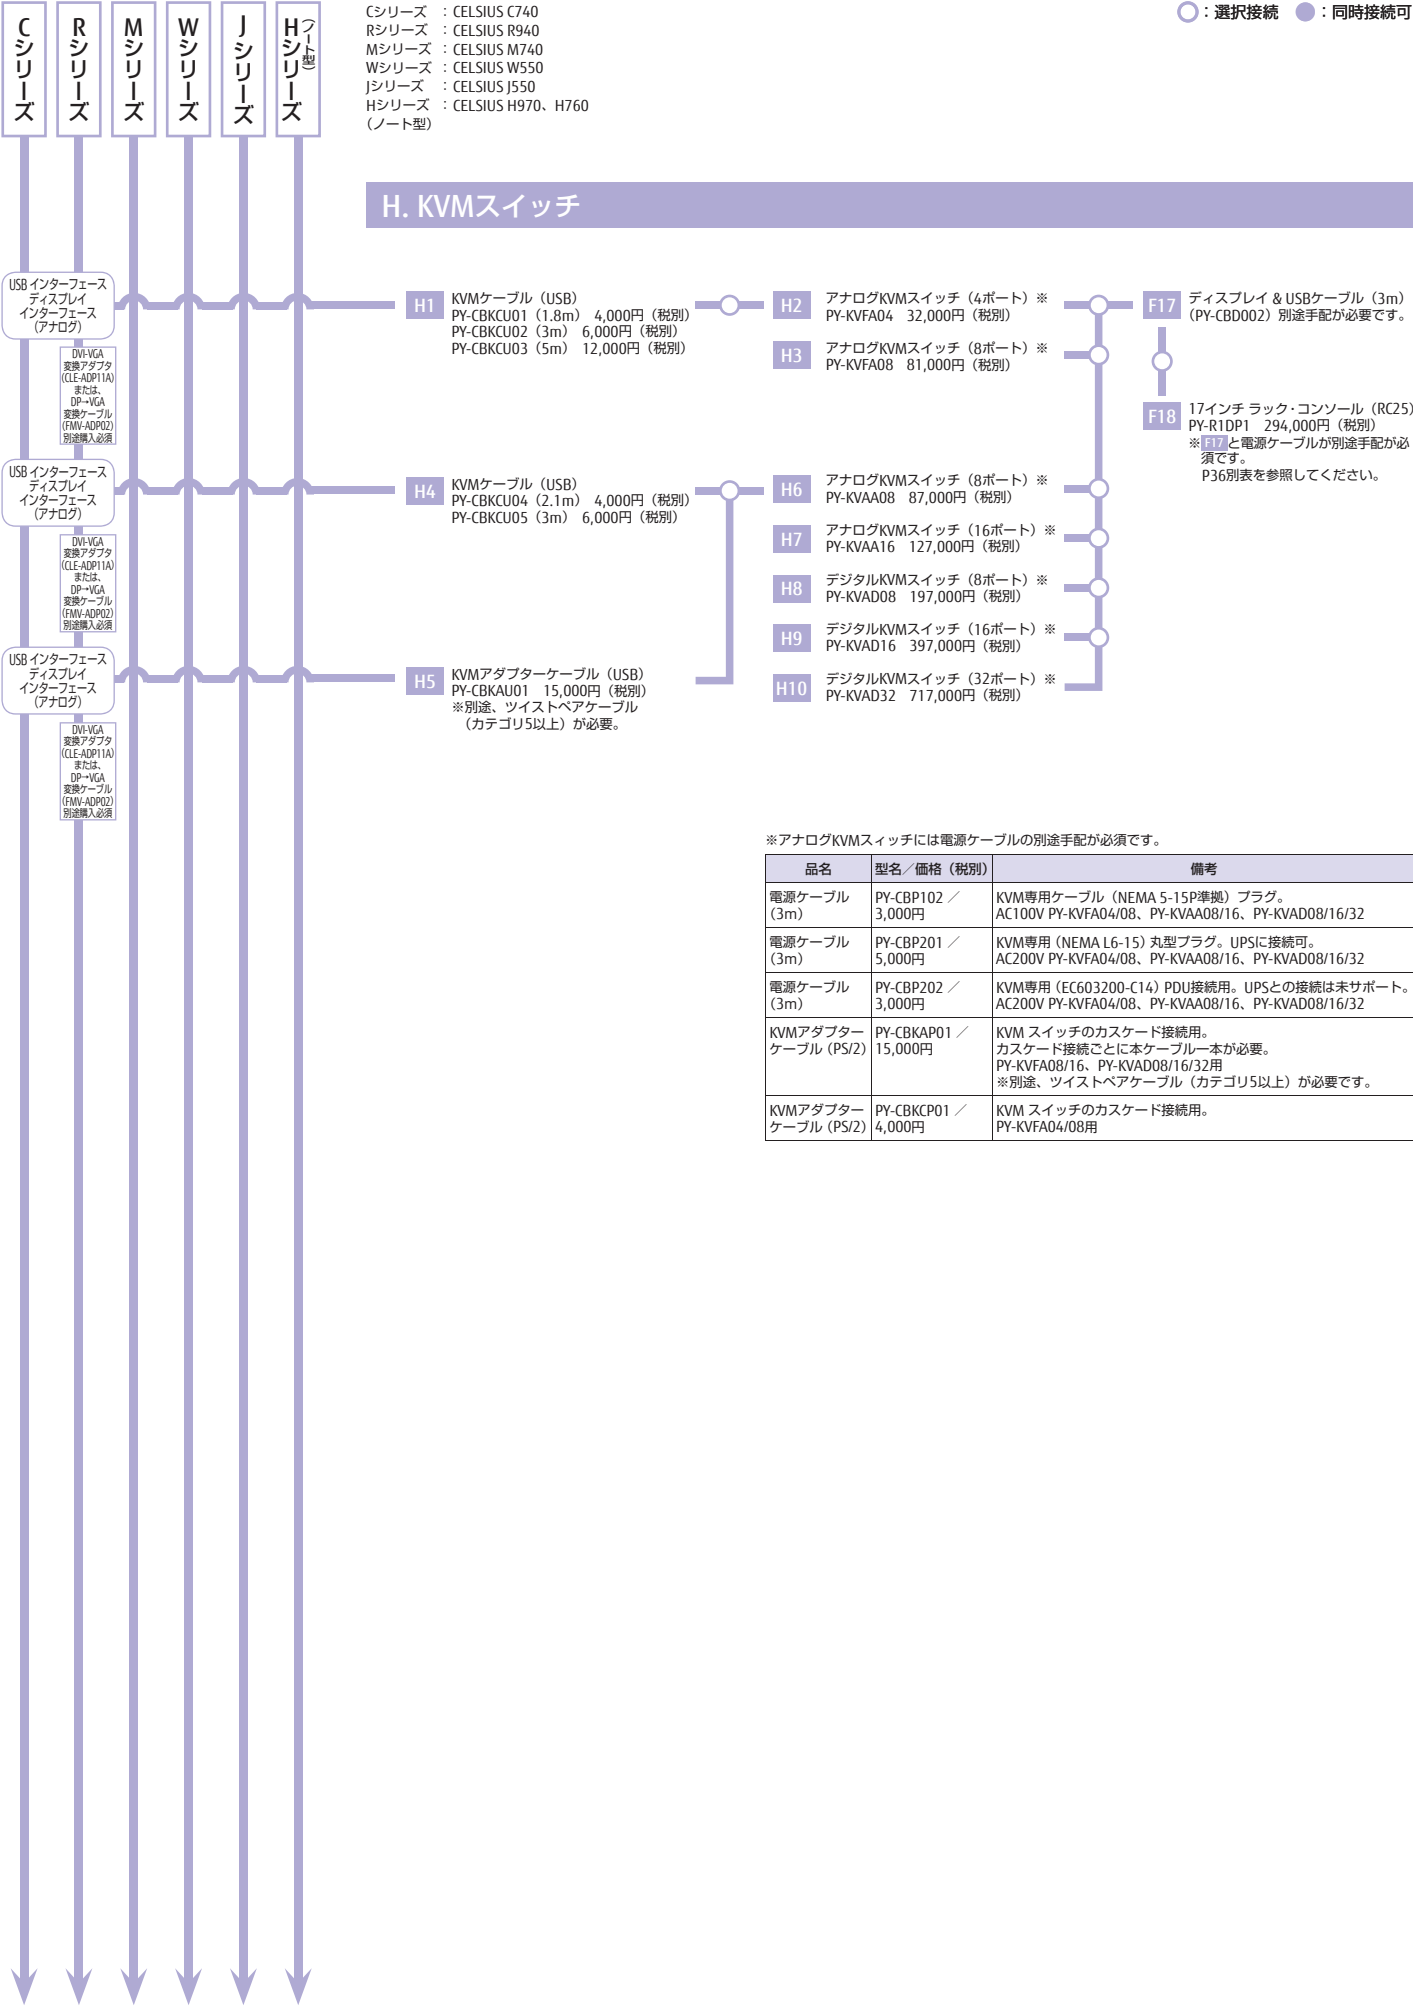 Cシリーズ
Rシリーズ
Mシリーズ
Wシリーズ
Jシリーズ
Hシリーズ
（ノート型）
Cシリーズ ：CELSIUS C740
Rシリーズ ：CELSIUS R940
Mシリーズ ：CELSIUS M740
Wシリーズ ：CELSIUS W550
Jシリーズ ：CELSIUS J550
Hシリーズ ：CELSIUS H970、H760
（ノート型）
：選択接続 ：同時接続可
H. KVMスイッチ
USB インターフェース
ディスプレイ
インターフェース
（アナログ）
DVI-VGA
変換アダプタ
(CLE-ADP11A)
または、
DP→VGA
変換ケーブル
(FMV-ADP02)
別途購入必須
H1
KVMケーブル（USB）
PY-CBKCU01（1.8m） 4,000円（税別）
PY-CBKCU02（3m） 6,000円（税別）
PY-CBKCU03（5m） 12,000円（税別）
H2
アナログKVMスイッチ（4ポート）※
PY-KVFA04 32,000円（税別）
H3
アナログKVMスイッチ（8ポート）※
PY-KVFA08 81,000円（税別）
F17
ディスプレイ & USBケーブル（3m）
（PY-CBD002）別途手配が必要です。
F18
17インチ ラック・コンソール（RC25）
PY-R1DP1 294,000円（税別）
※ F17 と電源ケーブルが別途手配が必
須です。
P36別表を参照してください。
USB インターフェース
ディスプレイ
インターフェース
（アナログ）
DVI-VGA
変換アダプタ
(CLE-ADP11A)
または、
DP→VGA
変換ケーブル
(FMV-ADP02)
別途購入必須
H4
KVMケーブル（USB）
PY-CBKCU04（2.1m） 4,000円（税別）
PY-CBKCU05（3m） 6,000円（税別）
H6
アナログKVMスイッチ（8ポート）※
PY-KVAA08 87,000円（税別）
H7
アナログKVMスイッチ（16ポート）※
PY-KVAA16 127,000円（税別）
H8
デジタルKVMスイッチ（8ポート）※
PY-KVAD08 197,000円（税別）
H9
デジタルKVMスイッチ（16ポート）※
PY-KVAD16 397,000円（税別）
H10
デジタルKVMスイッチ（32ポート）※
PY-KVAD32 717,000円（税別）
USB インターフェース
ディスプレイ
インターフェース
（アナログ）
DVI-VGA
変換アダプタ
(CLE-ADP11A)
または、
DP→VGA
変換ケーブル
(FMV-ADP02)
別途購入必須
H5
KVMアダプターケーブル（USB）
PY-CBKAU01 15,000円（税別）
※別途、ツイストペアケーブル
（カテゴリ5以上）が必要。
※アナログKVMスィッチには電源ケーブルの別途手配が必須です。
品名 型名／価格（税別） 備考
電源ケーブル
（3m）
PY-CBP102 ／
3,000円
KVM専用ケーブル（NEMA 5-15P準拠）プラグ。
AC100V PY-KVFA04/08、PY-KVAA08/16、PY-KVAD08/16/32
電源ケーブル
（3m）
PY-CBP201 ／
5,000円
KVM専用（NEMA L6-15）丸型プラグ。UPSに接続可。
AC200V PY-KVFA04/08、PY-KVAA08/16、PY-KVAD08/16/32
電源ケーブル
（3m）
PY-CBP202 ／
3,000円
KVM専用（EC603200-C14）PDU接続用。UPSとの接続は未サポート。
AC200V PY-KVFA04/08、PY-KVAA08/16、PY-KVAD08/16/32
KVMアダプター
ケーブル（PS/2）
PY-CBKAP01 ／
15,000円
KVM スイッチのカスケード接続用。
カスケード接続ごとに本ケーブル一本が必要。
PY-KVFA08/16、PY-KVAD08/16/32用
※別途、ツイストペアケーブル（カテゴリ5以上）が必要です。
KVMアダプター
ケーブル（PS/2）
PY-CBKCP01 ／
4,000円
KVM スイッチのカスケード接続用。
PY-KVFA04/08用